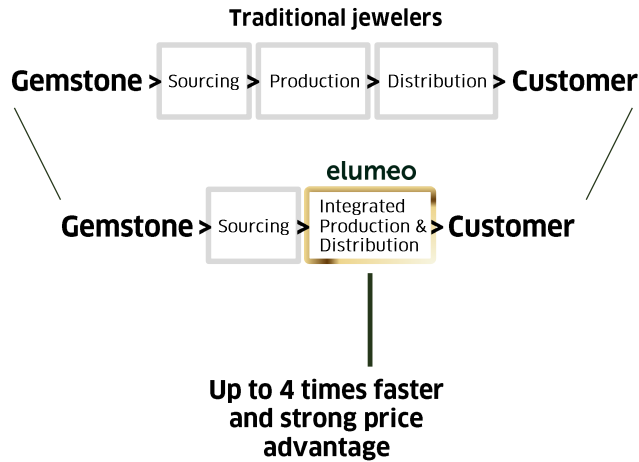 Traditional jewelers
Gemstone > Sourcing > Production > Distribution > Customer
elumeo
Gemstone > Sourcing > Integrated Production & Distribution > Customer
Up to 4 times faster
and strong price
advantage